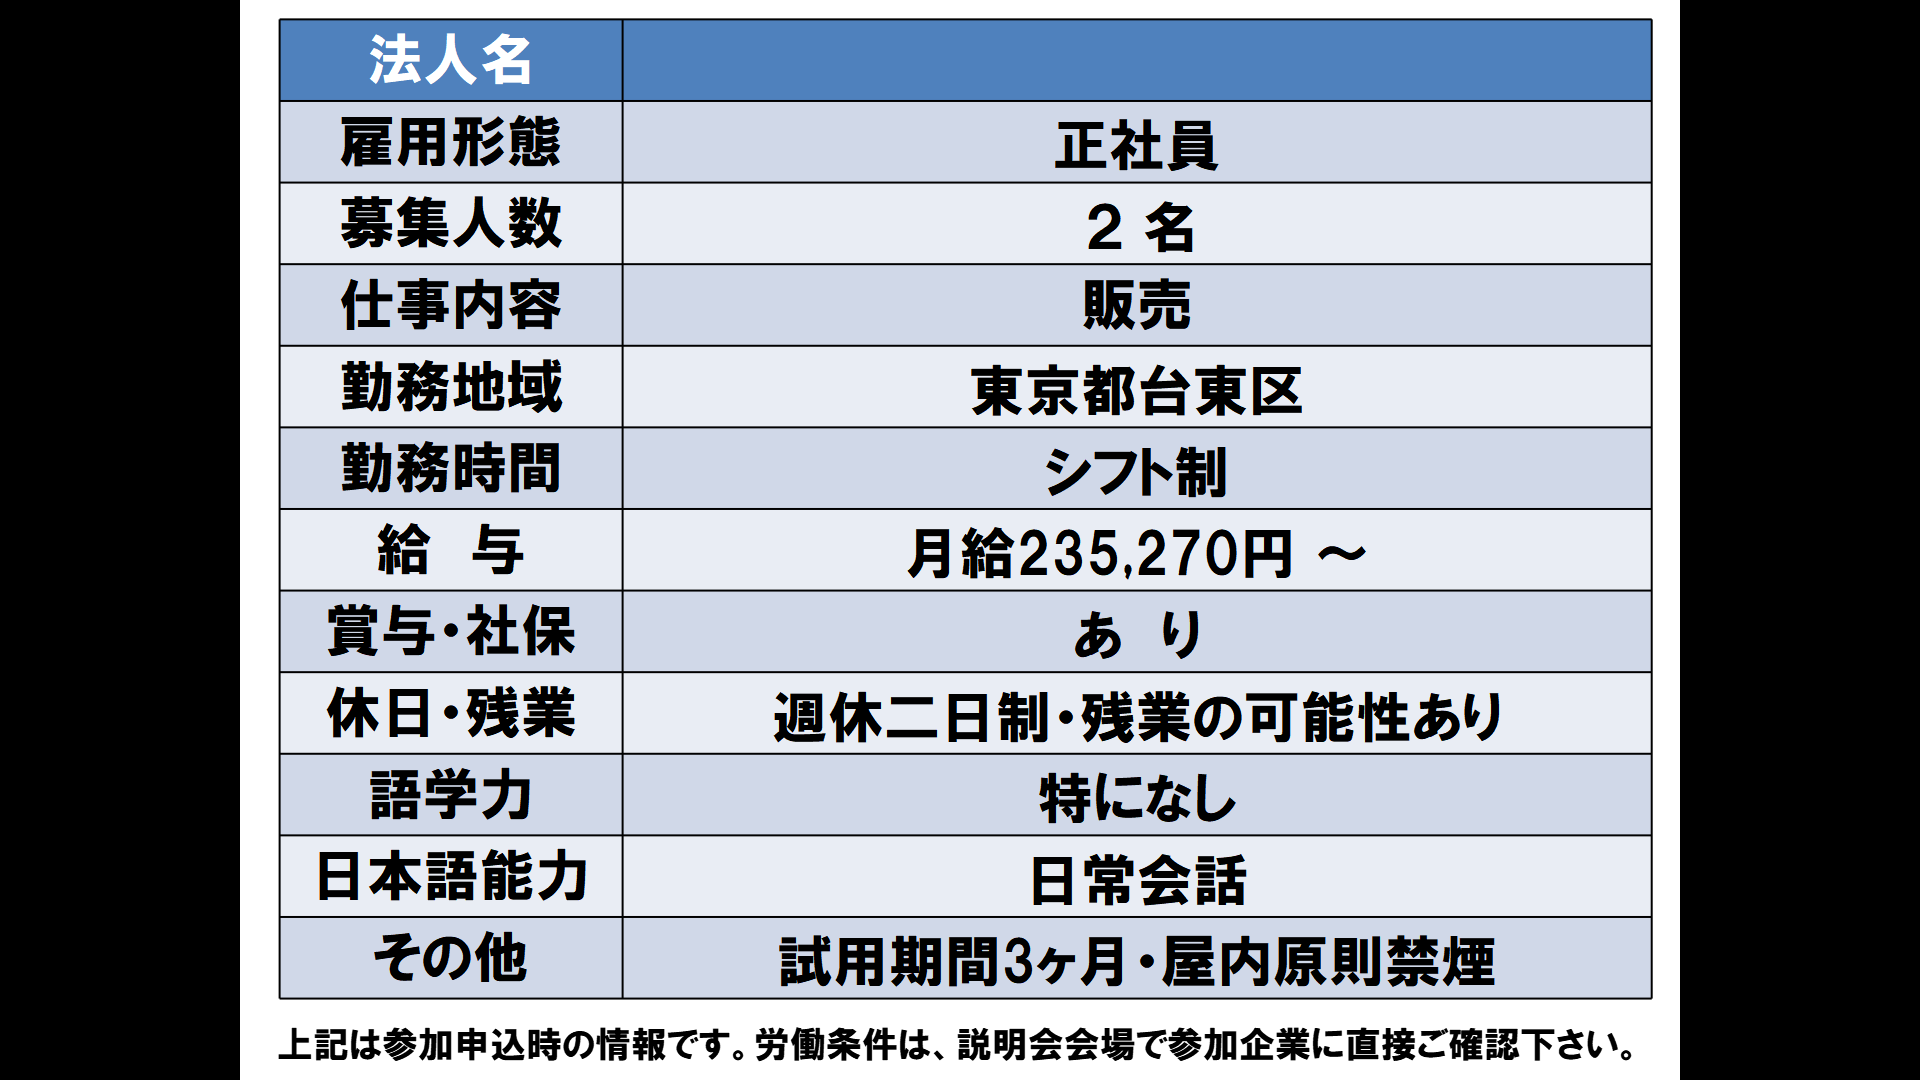 法人名
雇用形態 正社員
募集人数 2 名
仕事内容 販売
勤務地域 東京都台東区
勤務時間 シフト制
給 与 月給235,270円 ～
賞与・社保 あ り
休日・残業 週休二日制・残業の可能性あり
語学力 特になし
日本語能力 日常会話
その他 試用期間3ヶ月・屋内原則禁煙
上記は参加申込時の情報です。労働条件は、説明会会場で参加企業に直接ご確認下さい。